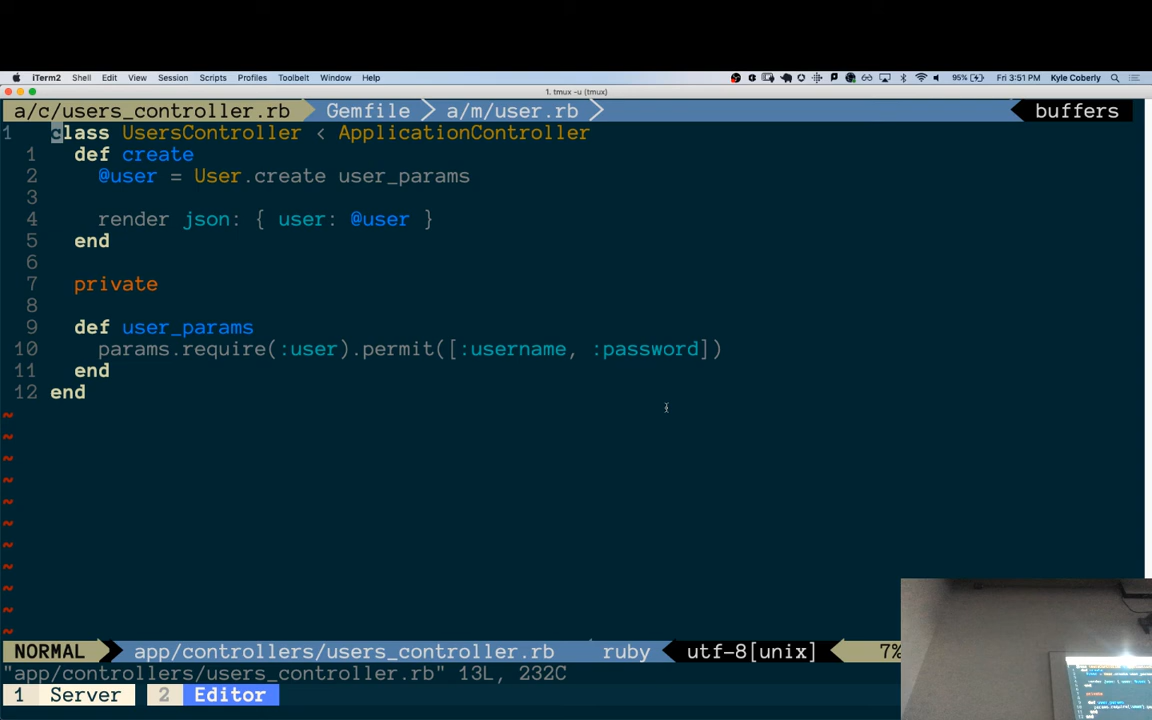 iTerm2 Shell Edit View Session Scripts Profiles Toolbelt Window Help 95% Fri 3:51 PM Kyle Coberly
1. tmux -u (tmux)
a/c/users_controller.rb Gemfile a/m/user.rb buffers
1 class UsersController < ApplicationController
1 def create
2 @user = User.create user_params
3
4 render json: { user: @user }
5 end
6
7 private
8
9 def user_params
10 params.require(:user).permit([:username, :password])
11 end
12 end
~
~
~
~
~
~
~
~
~
~
~
NORMAL app/controllers/users_controller.rb ruby utf-8[unix] 7%
"app/controllers/users_controller.rb" 13L, 232C
1 Server 2 Editor